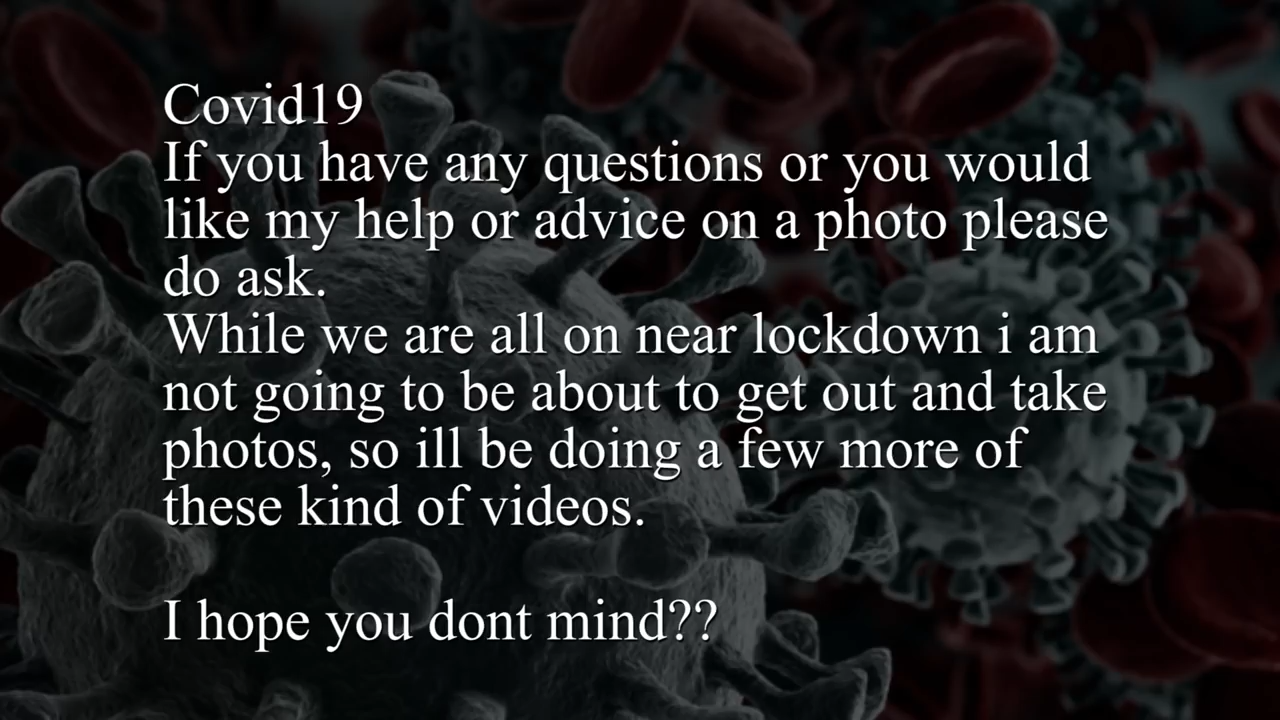 Covid19
If you have any questions or you would
like my help or advice on a photo please
do ask.
While we are all on near lockdown i am
not going to be about to get out and take
photos, so ill be doing a few more of
these kind of videos.
I hope you dont mind??